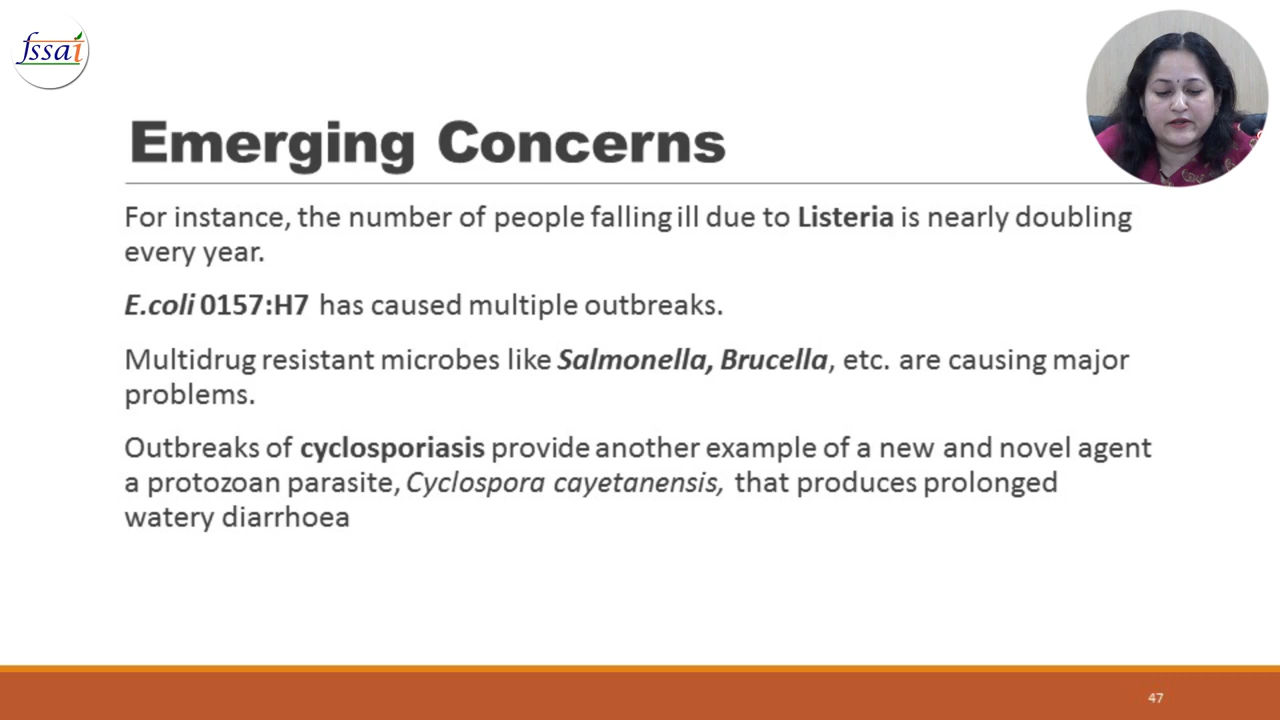 fssai
Emerging Concerns
For instance, the number of people falling ill due to Listeria is nearly doubling
every year.
E.coli 0157:H7 has caused multiple outbreaks.
Multidrug resistant microbes like Salmonella, Brucella, etc. are causing major
problems.
Outbreaks of cyclosporiasis provide another example of a new and novel agent
a protozoan parasite, Cyclospora cayetanensis, that produces prolonged
watery diarrhoea
47